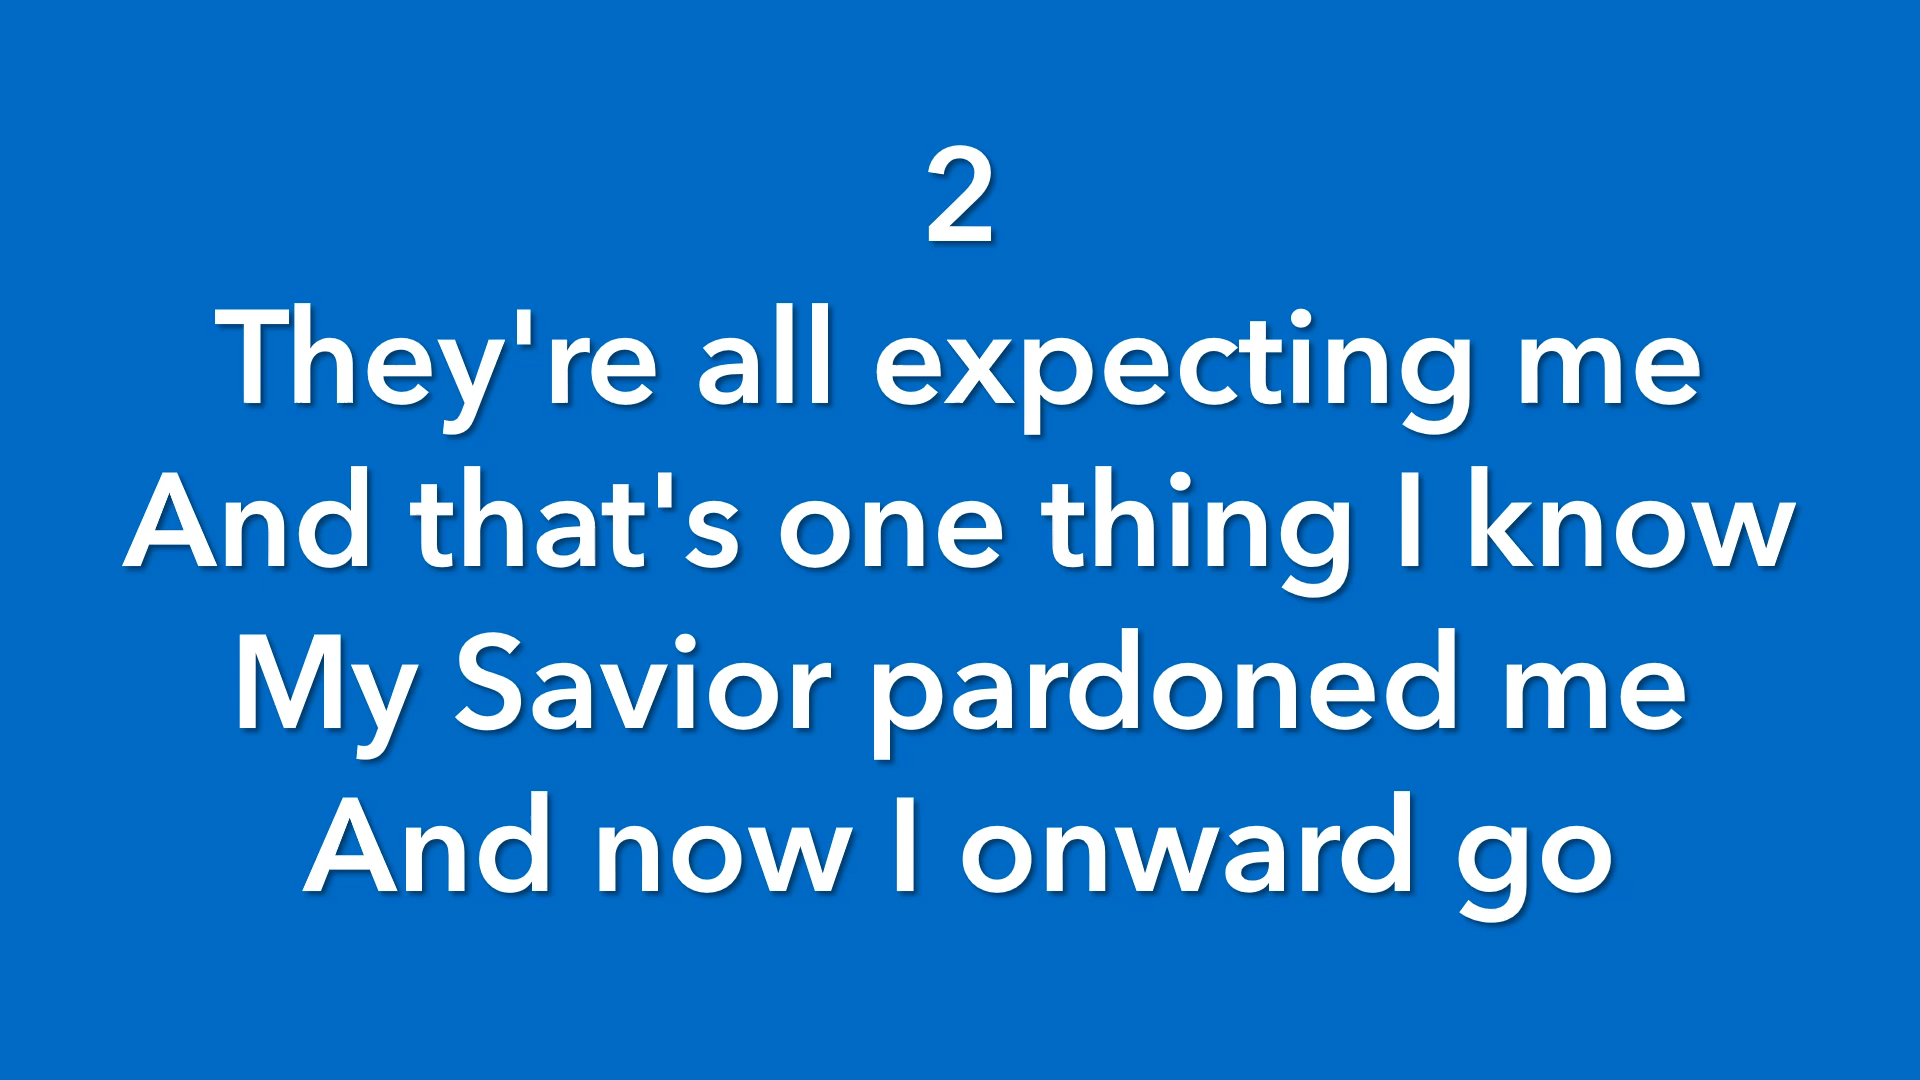 2
They're all expecting me
And that's one thing I know
My Savior pardoned me
And now I onward go